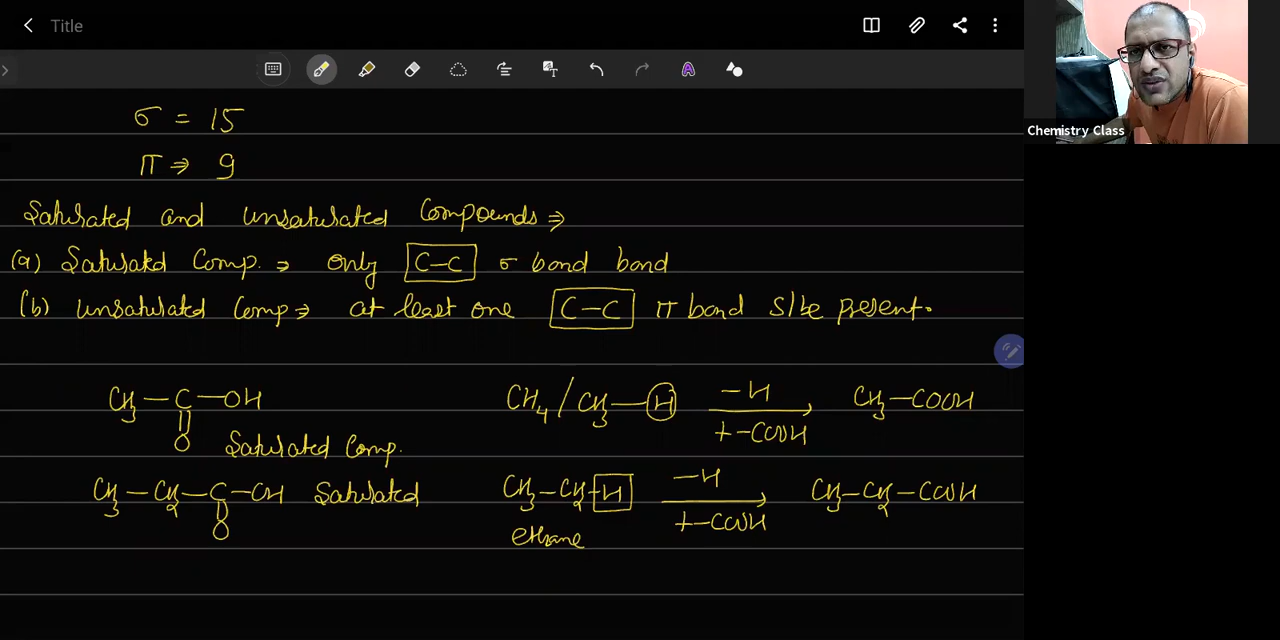 Title
Chemistry Class
σ = 15
π ⇒ 9
Saturated and unsaturated Compounds ⇒
(a) Saturated Comp. ⇒ only C–C σ bond bond
(b) Unsaturated Comp ⇒ at least one C–C π bond s/be present.
CH₃ – C – OH
O
Saturated Comp.
CH₄ / CH₃ – H
–H
+ –COOH
CH₃ – COOH
CH₃ – CH₂ – C – OH Saturated
O
CH₃ – CH₂ – H
ethane
–H
+ –COOH
CH₃ – CH₂ – COOH